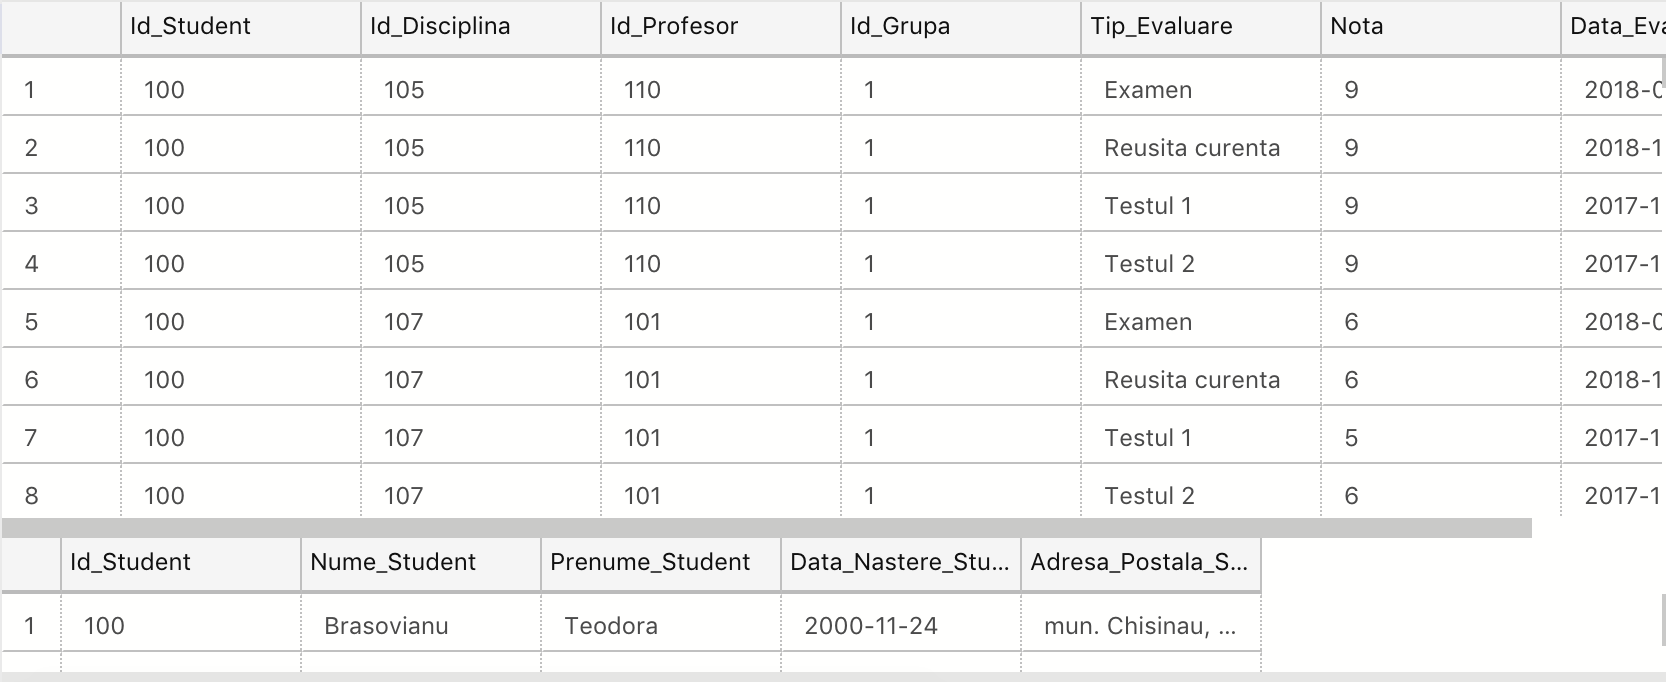 Id_Student Id_Disciplina Id_Profesor Id_Grupa Tip_Evaluare Nota Data_Eva
1 100 105 110 1 Examen 9 2018-0
2 100 105 110 1 Reusita curenta 9 2018-1
3 100 105 110 1 Testul 1 9 2017-1
4 100 105 110 1 Testul 2 9 2017-1
5 100 107 101 1 Examen 6 2018-0
6 100 107 101 1 Reusita curenta 6 2018-1
7 100 107 101 1 Testul 1 5 2017-1
8 100 107 101 1 Testul 2 6 2017-1
Id_Student Nume_Student Prenume_Student Data_Nastere_Stu... Adresa_Postala_S...
1 100 Brasovianu Teodora 2000-11-24 mun. Chisinau, ...